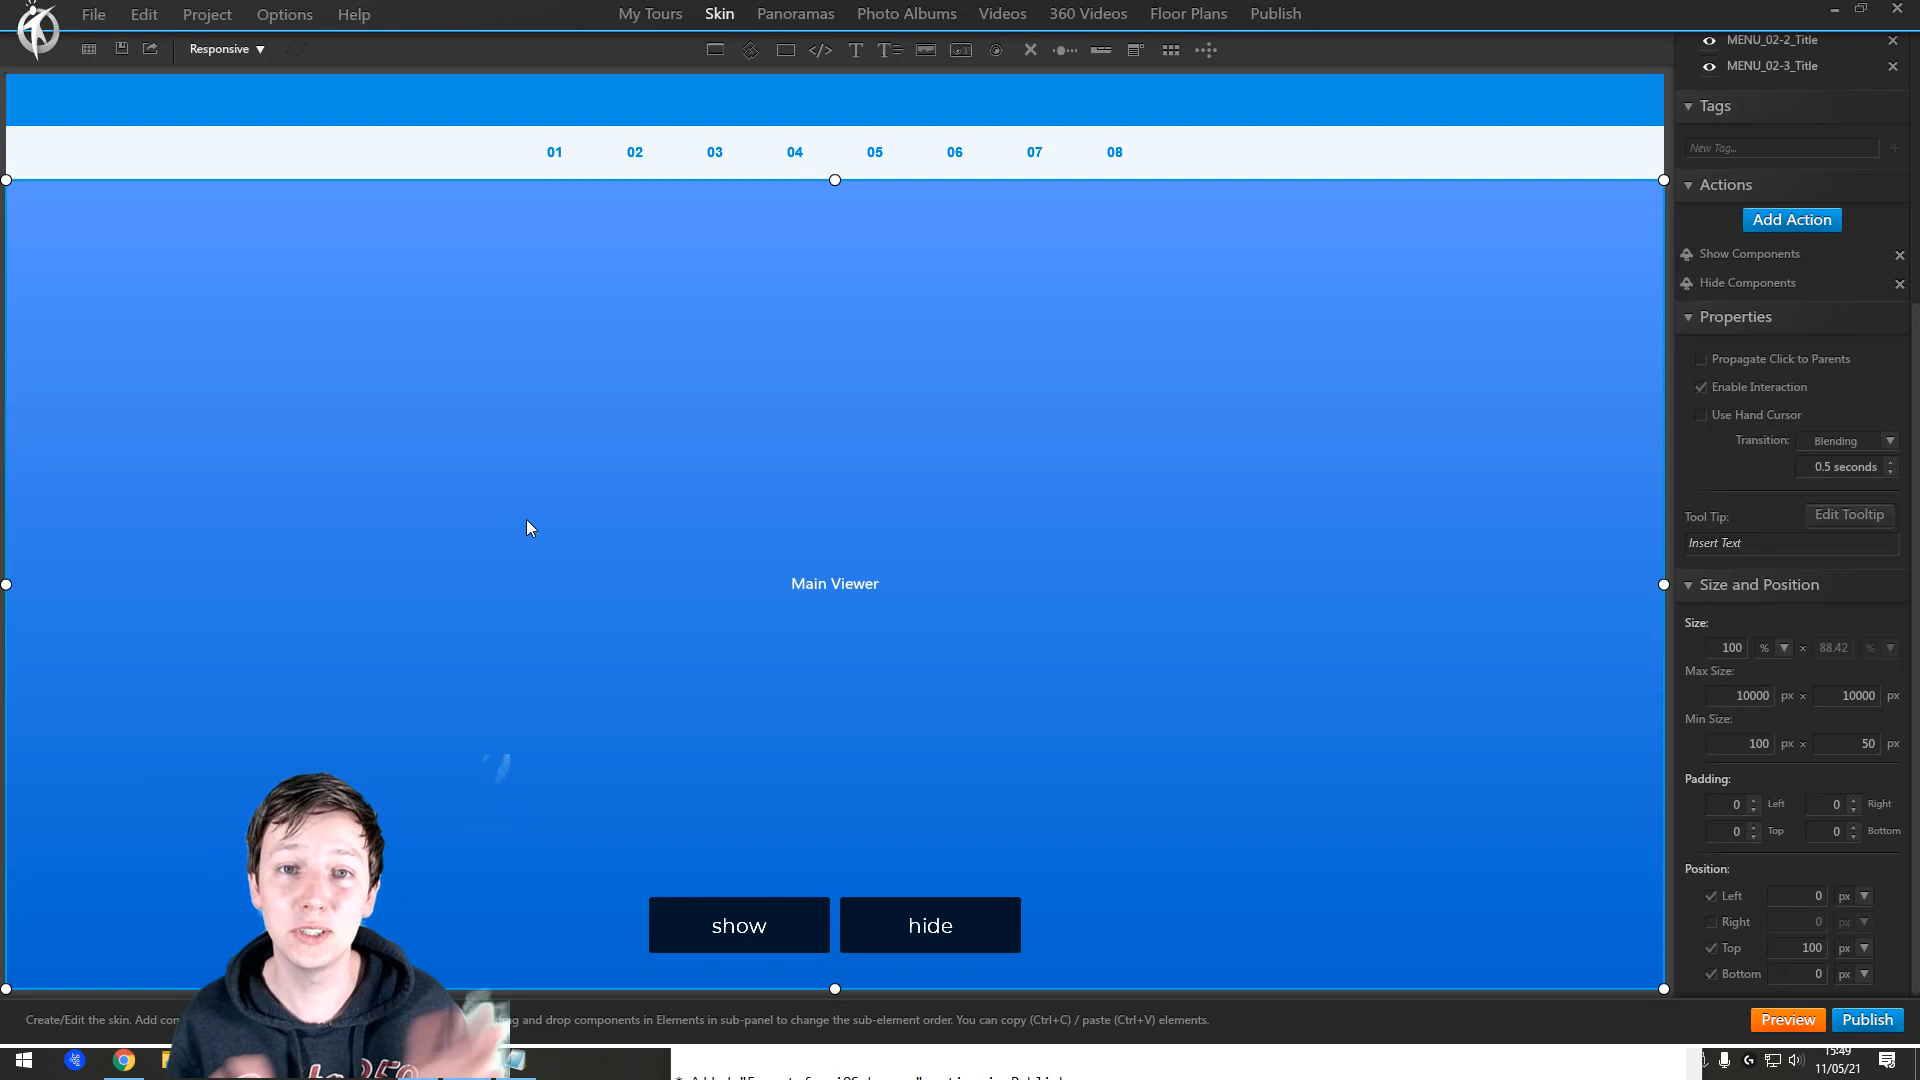 File Edit Project Options Help
My Tours Skin Panoramas Photo Albums Videos 360 Videos Floor Plans Publish
Responsive
MENU_02-2_Title
MENU_02-3_Title
Tags
New Tag...
01 02 03 04 05 06 07 08
Actions
Add Action
Show Components
Hide Components
Properties
Propagate Click to Parents
Enable Interaction
Use Hand Cursor
Transition: Blending
0.5 seconds
Tool Tip: Edit Tooltip
Insert Text
Main Viewer
Size and Position
Size:
100 % × 88.42 %
Max Size:
10000 px × 10000 px
Min Size:
100 px × 50 px
Padding:
0 Left 0 Right
0 Top 0 Bottom
Position:
Left 0 px
Right 0 px
Top 100 px
Bottom 0 px
show hide
Create/Edit the skin. Add and drop components in Elements in sub-panel to change the sub-element order. You can copy (Ctrl+C) / paste (Ctrl+V) elements.
Preview Publish
15:49
11/05/21